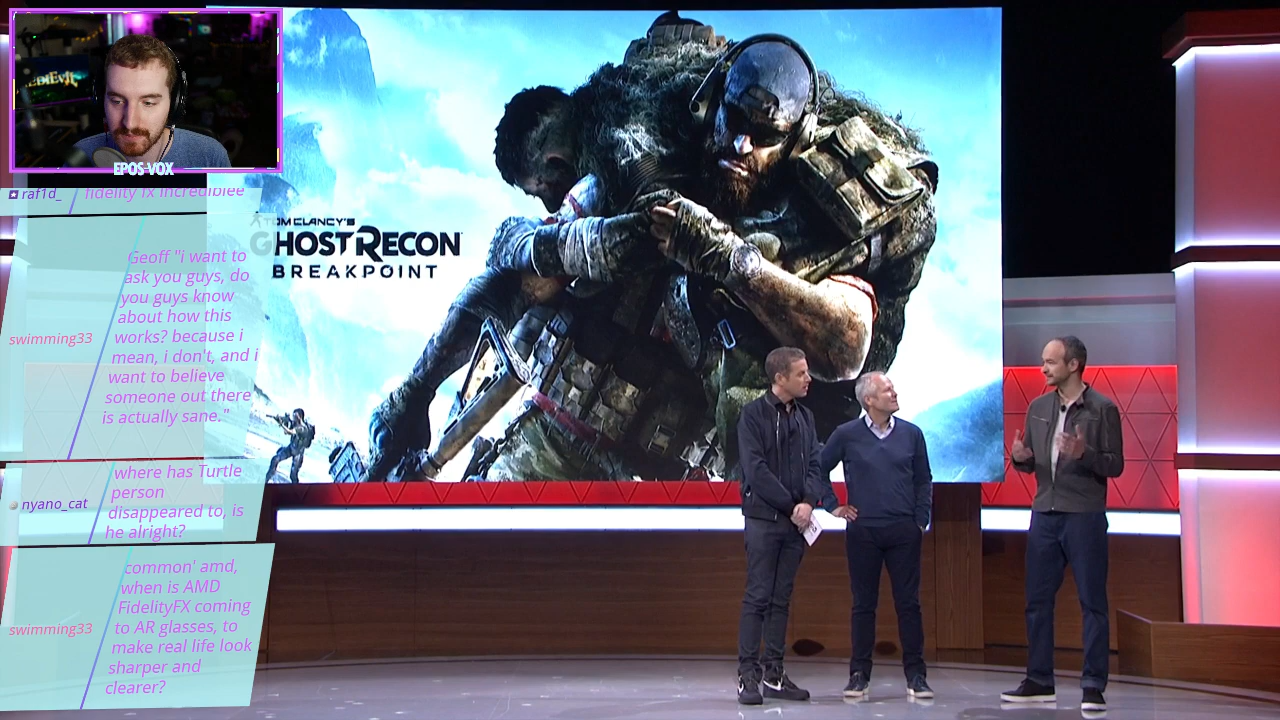 EDIEVIL
EPOS-VOX
raf1d_
fidelity fx incrediblee
swimming33
Geoff "i want to
ask you guys, do
you guys know
about how this
works? because i
mean, i don't, and i
want to believe
someone out there
is actually sane."
nyano_cat
where has Turtle
person
disappeared to, is
he alright?
swimming33
common' amd,
when is AMD
FidelityFX coming
to AR glasses, to
make real life look
sharper and
clearer?
TOM CLANCY'S
GHOST RECON
BREAKPOINT